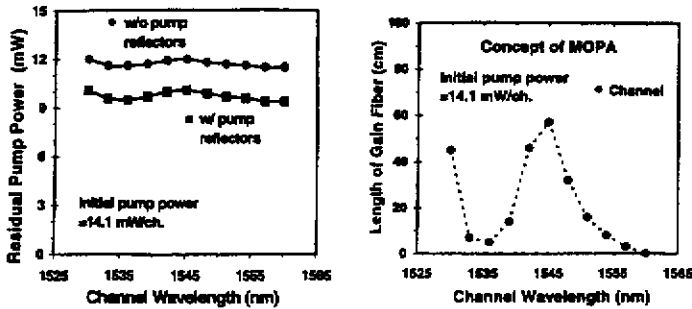 w/o pump
reflectors
w/ pump
reflectors
Initial pump power
=14.1 mW/ch.
Residual Pump Power (mW)
15
12
9
6
3
0
1525
1535
1545
1555
1565
Channel Wavelength (nm)
Concept of MOPA
Initial pump power
=14.1 mW/ch.
Channel
Length of Gain Fiber (cm)
100
80
60
40
20
0
1525
1535
1545
1555
1565
Channel Wavelength (nm)